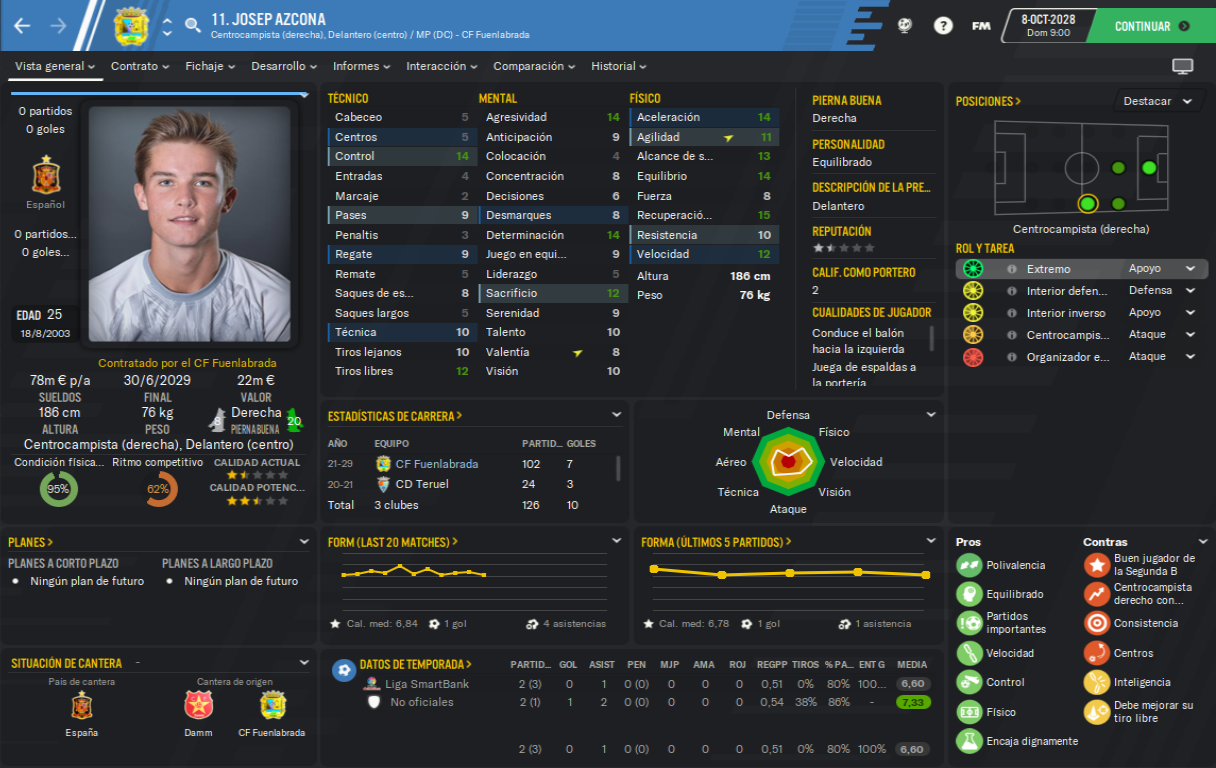 11. JOSEP AZCONA
Centrocampista (derecha), Delantero (centro) / MP (DC) - CF Fuenlabrada
?
FM
8-OCT-2028
Dom 9:00
CONTINUAR
Vista general
Contrato
Fichaje
Desarrollo
Informes
Interacción
Comparación
Historial
0 partidos
0 goles
Español
0 partidos...
0 goles...
EDAD 25
18/8/2003
Contratado por el CF Fuenlabrada
78m € p/a
SUELDOS
30/6/2029
FINAL
22m €
VALOR
186 cm
ALTURA
76 kg
PESO
8
Derecha
PIERNA BUENA
20
Centrocampista (derecha), Delantero (centro)
Condición física...
95%
Ritmo competitivo
62%
CALIDAD ACTUAL
CALIDAD POTENC...
TÉCNICO
Cabeceo 5
Centros 5
Control 14
Entradas 4
Marcaje 2
Pases 9
Penaltis 3
Regate 9
Remate 5
Saques de es... 8
Saques largos 5
Técnica 10
Tiros lejanos 10
Tiros libres 12
MENTAL
Agresividad 14
Anticipación 9
Colocación 4
Concentración 8
Decisiones 6
Desmarques 8
Determinación 14
Juego en equi... 9
Liderazgo 5
Sacrificio 12
Serenidad 9
Talento 10
Valentía 8
Visión 10
FÍSICO
Aceleración 14
Agilidad 11
Alcance de s... 13
Equilibrio 14
Fuerza 8
Recuperació... 15
Resistencia 10
Velocidad 12
Altura 186 cm
Peso 76 kg
PIERNA BUENA
Derecha
PERSONALIDAD
Equilibrado
DESCRIPCIÓN DE LA PRE...
Delantero
REPUTACIÓN
CALIF. COMO PORTERO
2
CUALIDADES DE JUGADOR
Conduce el balón
hacia la izquierda
Juega de espaldas a
la portería
POSICIONES >
Destacar
Centrocampista (derecha)
ROL Y TAREA
Extremo Apoyo
Interior defen... Defensa
Interior inverso Apoyo
Centrocampis... Ataque
Organizador e... Ataque
ESTADÍSTICAS DE CARRERA >
AÑO EQUIPO PARTID... GOLES
21-29 CF Fuenlabrada 102 7
20-21 CD Teruel 24 3
Total 3 clubes 126 10
Defensa
Mental
Físico
Aéreo
Velocidad
Técnica
Visión
Ataque
PLANES >
PLANES A CORTO PLAZO
Ningún plan de futuro
PLANES A LARGO PLAZO
Ningún plan de futuro
FORM (LAST 20 MATCHES) >
Cal. med: 6,84 1 gol 4 asistencias
FORMA (ÚLTIMOS 5 PARTIDOS) >
Cal. med: 6,78 1 gol 1 asistencia
SITUACIÓN DE CANTERA -
País de cantera
España
Cantera de origen
Damm
CF Fuenlabrada
DATOS DE TEMPORADA > PARTID... GOL ASIST PEN MJP AMA ROJ REGPP TIROS % PA... ENT G MEDIA
Liga SmartBank 2 (3) 0 1 0 (0) 0 0 0 0,51 0% 80% 100... 6,60
No oficiales 2 (1) 1 2 0 (0) 0 0 0 0,54 38% 86% - 7,33
2 (3) 0 1 0 (0) 0 0 0 0,51 0% 80% 100% 6,60
Pros
Polivalencia
Equilibrado
Partidos
importantes
Velocidad
Control
Físico
Encaja dignamente
Contras
Buen jugador de
la Segunda B
Centrocampista
derecho con...
Consistencia
Centros
Inteligencia
Debe mejorar su
tiro libre